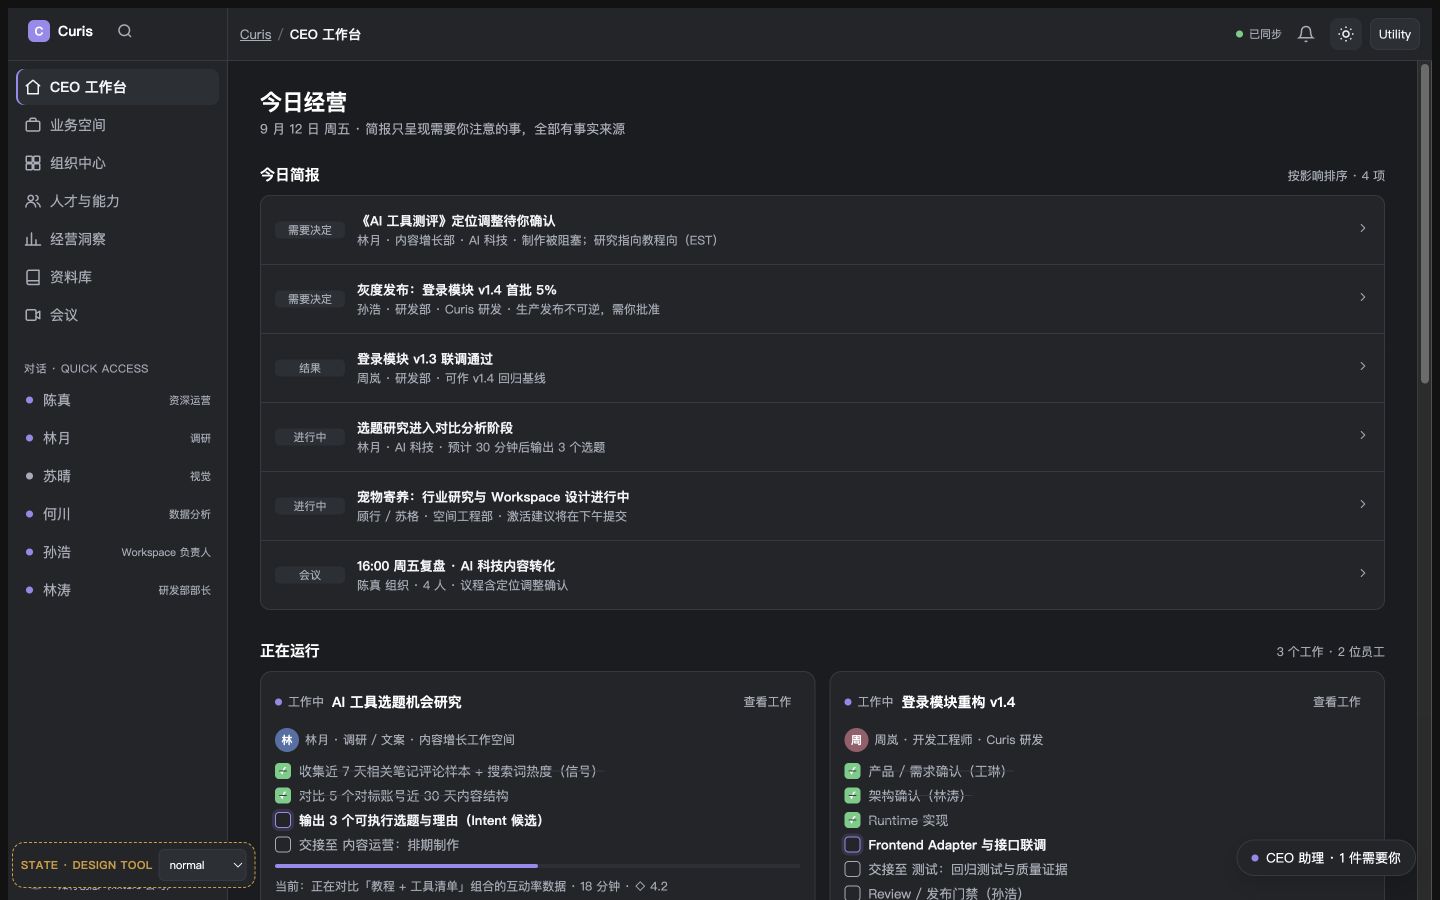 C Curis
Curis / CEO 工作台
已同步
Utility
CEO 工作台
业务空间
组织中心
人才与能力
经营洞察
资料库
会议
对话 · QUICK ACCESS
陈真 资深运营
林月 调研
苏晴 视觉
何川 数据分析
孙浩 Workspace 负责人
林涛 研发部部长
STATE · DESIGN TOOL normal
今日经营
9 月 12 日 周五 · 简报只呈现需要你注意的事，全部有事实来源
今日简报
按影响排序 · 4 项
需要决定
《AI 工具测评》定位调整待你确认
林月 · 内容增长部 · AI 科技 · 制作被阻塞；研究指向教程向（EST）
需要决定
灰度发布：登录模块 v1.4 首批 5%
孙浩 · 研发部 · Curis 研发 · 生产发布不可逆，需你批准
结果
登录模块 v1.3 联调通过
周岚 · 研发部 · 可作 v1.4 回归基线
进行中
选题研究进入对比分析阶段
林月 · AI 科技 · 预计 30 分钟后输出 3 个选题
进行中
宠物寄养：行业研究与 Workspace 设计进行中
顾行 / 苏格 · 空间工程部 · 激活建议将在下午提交
会议
16:00 周五复盘 · AI 科技内容转化
陈真 组织 · 4 人 · 议程含定位调整确认
正在运行
3 个工作 · 2 位员工
工作中 AI 工具选题机会研究 查看工作
林 林月 · 调研 / 文案 · 内容增长工作空间
收集近 7 天相关笔记评论样本 + 搜索词热度（信号）
对比 5 个对标账号近 30 天内容结构
输出 3 个可执行选题与理由（Intent 候选）
交接至 内容运营：排期制作
当前：正在对比「教程 + 工具清单」组合的互动率数据 · 18 分钟 · ◇ 4.2
工作中 登录模块重构 v1.4 查看工作
周 周岚 · 开发工程师 · Curis 研发
产品 / 需求确认（工琳）
架构确认（林涛）
Runtime 实现
Frontend Adapter 与接口联调
交接至 测试：回归测试与质量证据
Review / 发布门禁（孙浩）
CEO 助理 · 1 件需要你